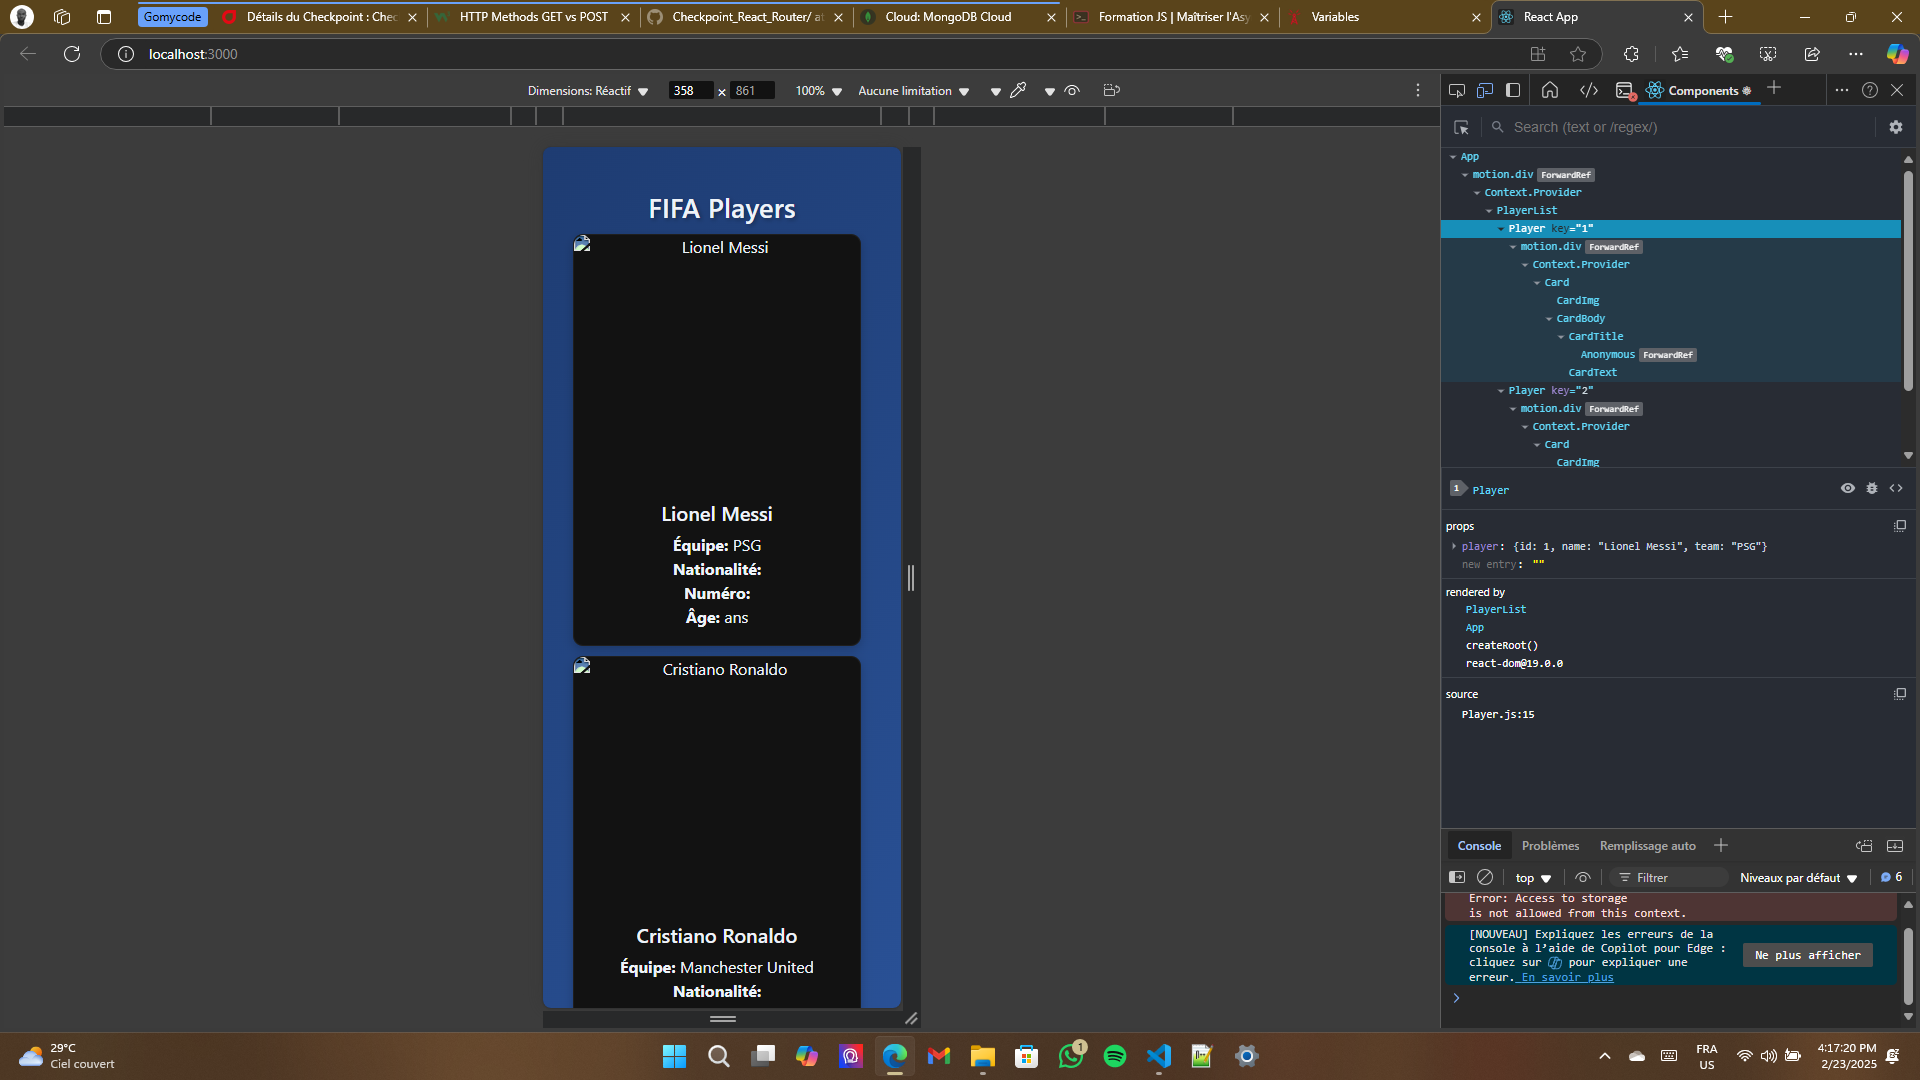 Gomycode
Détails du Checkpoint : Chec
HTTP Methods GET vs POST
Checkpoint_React_Router/ at
Cloud: MongoDB Cloud
Formation JS | Maîtriser l'Asy
Variables
React App
localhost:3000
Dimensions: Réactif
358 x 861
100%
Aucune limitation
Components
Search (text or /regex/)
App
motion.div ForwardRef
Context.Provider
PlayerList
Player key="1"
motion.div ForwardRef
Context.Provider
Card
CardImg
CardBody
CardTitle
Anonymous ForwardRef
CardText
Player key="2"
motion.div ForwardRef
Context.Provider
Card
CardImg
FIFA Players
Lionel Messi
Lionel Messi
Équipe: PSG
Nationalité:
Numéro:
Âge: ans
Cristiano Ronaldo
Cristiano Ronaldo
Équipe: Manchester United
Nationalité:
1 Player
props
player: {id: 1, name: "Lionel Messi", team: "PSG"}
new entry: ""
rendered by
PlayerList
App
createRoot()
react-dom@19.0.0
source
Player.js:15
Console
Problèmes
Remplissage auto
top
Filtrer
Niveaux par défaut
6
Error: Access to storage
is not allowed from this context.
[NOUVEAU] Expliquez les erreurs de la
console à l'aide de Copilot pour Edge :
cliquez sur pour expliquer une
erreur. En savoir plus
Ne plus afficher
29°C
Ciel couvert
1
FRA
US
4:17:20 PM
2/23/2025